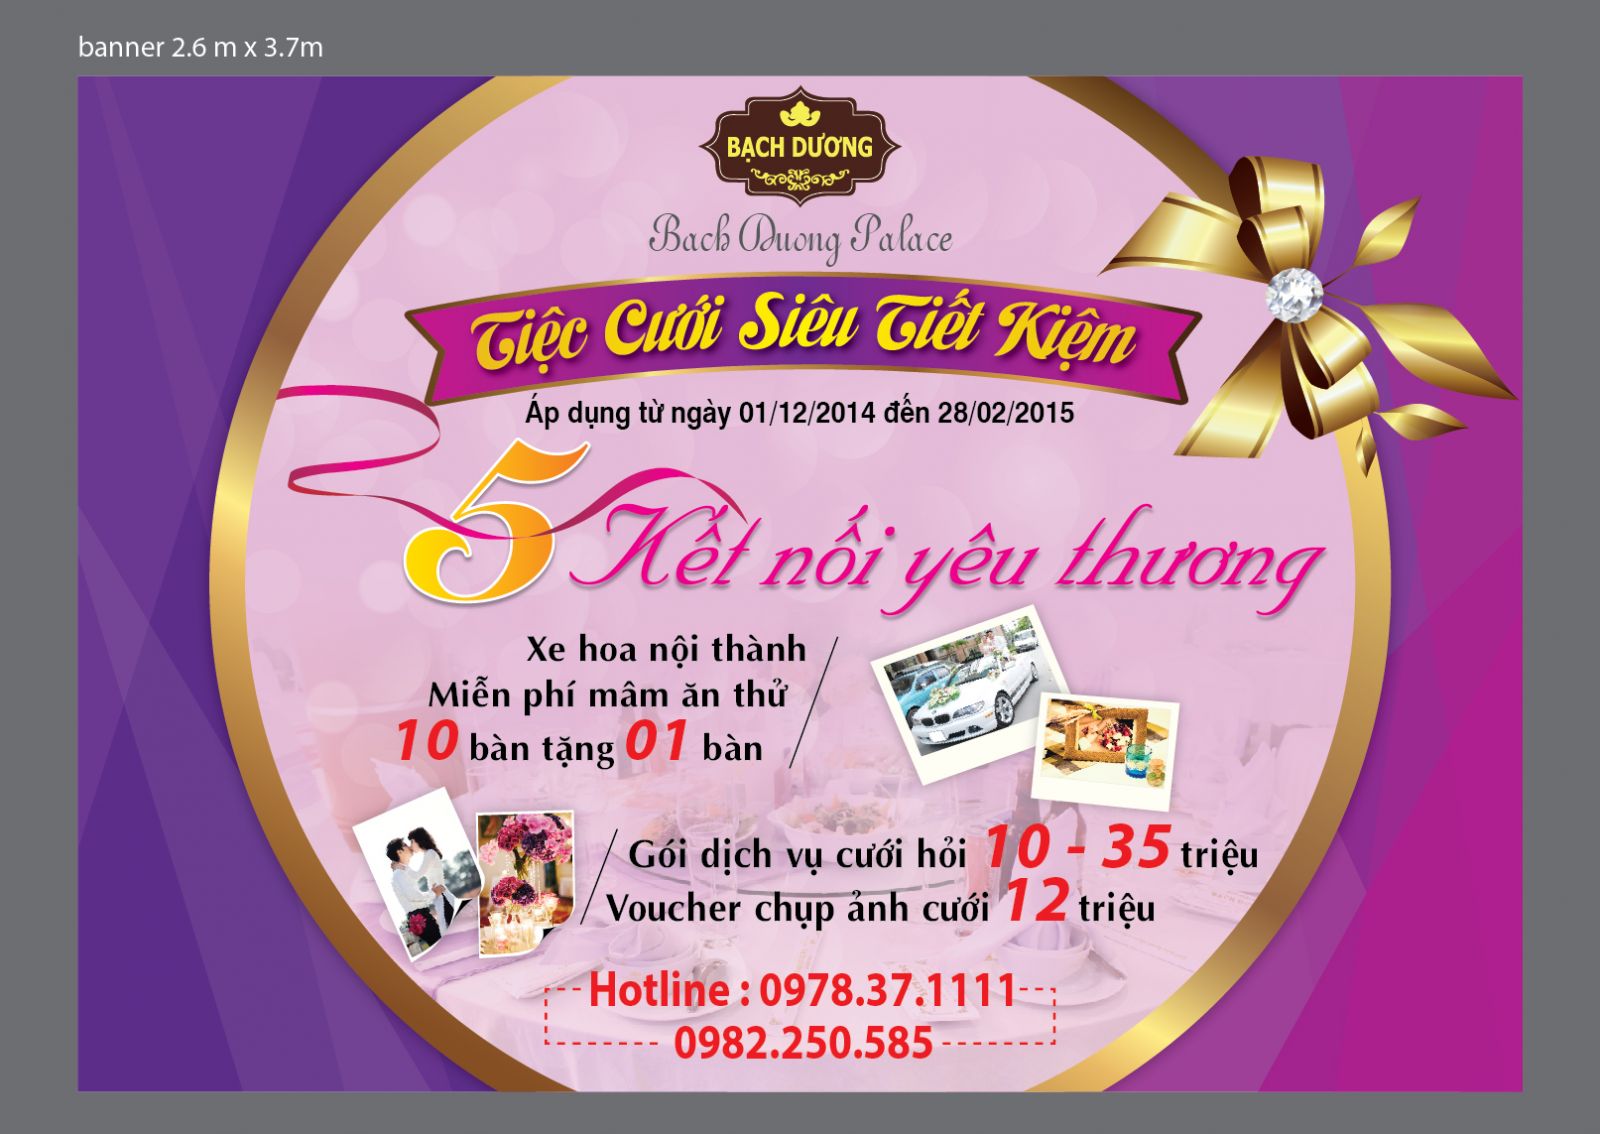 banner 2.6 m x 3.7m
BẠCH DƯƠNG
Bach Duong Palace
Tiệc Cưới Siêu Tiết Kiệm
Áp dụng từ ngày 01/12/2014 đến 28/02/2015
5 Kết nối yêu thương
Xe hoa nội thành
Miễn phí mâm ăn thử
10 bàn tặng 01 bàn
Gói dịch vụ cưới hỏi 10 - 35 triệu
Voucher chụp ảnh cưới 12 triệu
Hotline : 0978.37.1111
0982.250.585